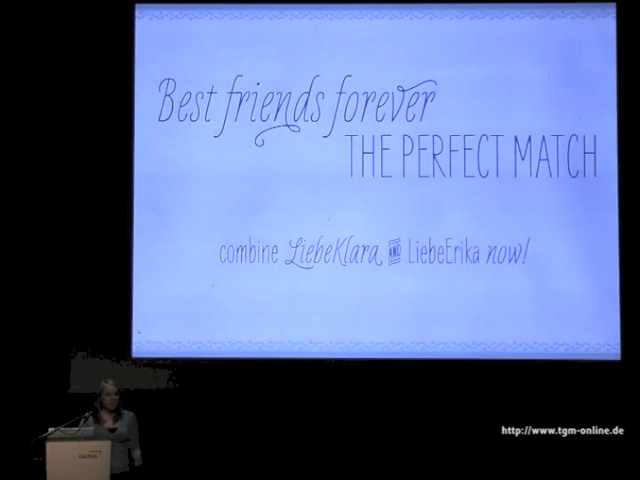 Best friends forever
THE PERFECT MATCH
combine LiebeKlara AND LiebeErika now!
http://www.tgm-online.de